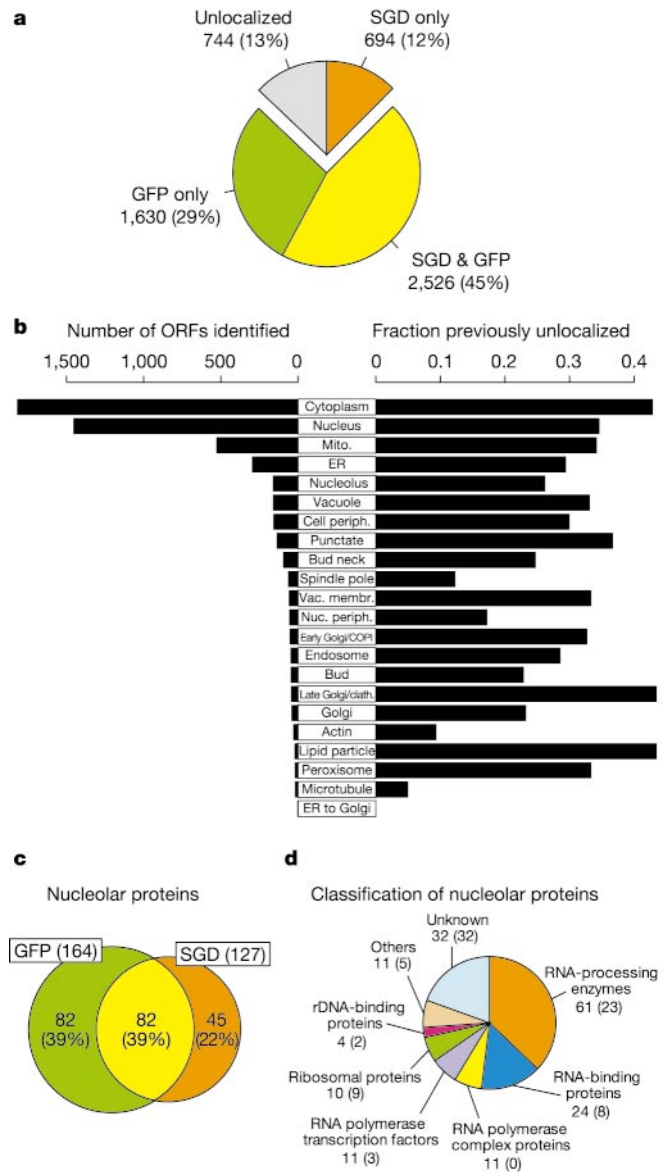 a
Unlocalized
744 (13%)
SGD only
694 (12%)
GFP only
1,630 (29%)
SGD & GFP
2,526 (45%)
b
Number of ORFs identified
Fraction previously unlocalized
1,500 1,000 500 0
0 0.1 0.2 0.3 0.4
Cytoplasm
Nucleus
Mito.
ER
Nucleolus
Vacuole
Cell periph.
Punctate
Bud neck
Spindle pole
Vac. membr.
Nuc. periph.
Early Golgi/COPI
Endosome
Bud
Late Golgi/clath.
Golgi
Actin
Lipid particle
Peroxisome
Microtubule
ER to Golgi
c
Nucleolar proteins
GFP (164)
SGD (127)
82
(39%)
82
(39%)
45
(22%)
d
Classification of nucleolar proteins
Unknown
32 (32)
Others
11 (5)
rDNA-binding
proteins
4 (2)
Ribosomal proteins
10 (9)
RNA polymerase
transcription factors
11 (3)
RNA polymerase
complex proteins
11 (0)
RNA-binding
proteins
24 (8)
RNA-processing
enzymes
61 (23)